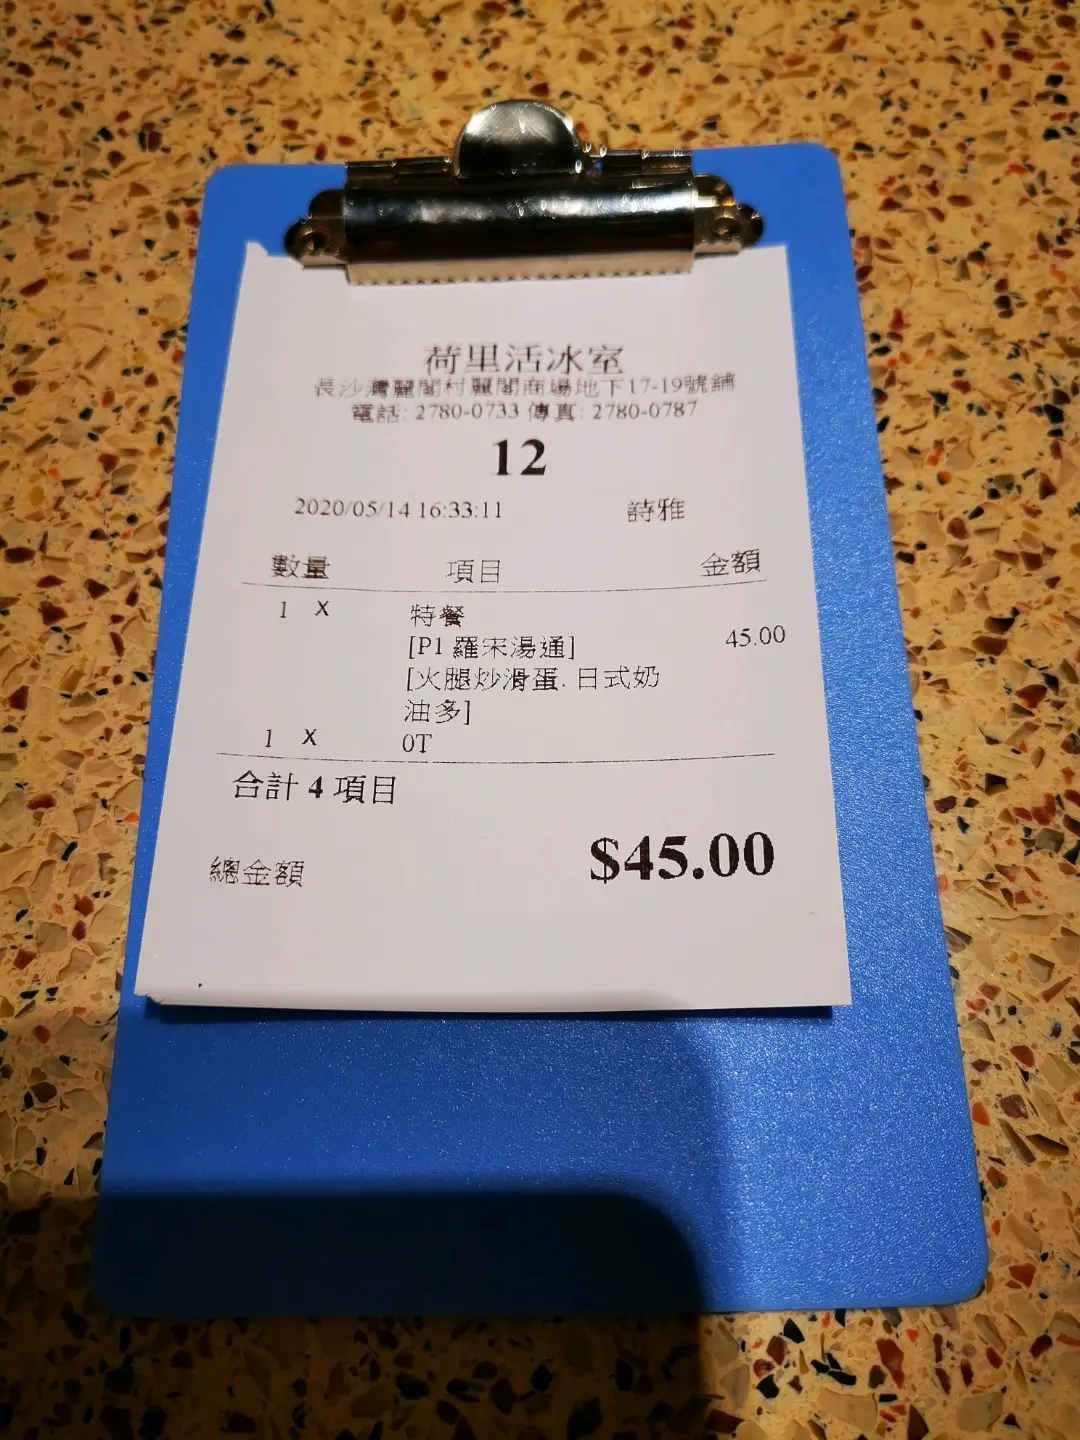 荷里活冰室
長沙灣麗閣村麗閣商場地下17-19號舖
電話: 2780-0733 傳真: 2780-0787
12
2020/05/14 16:33:11 詩雅
數量 項目 金額
1 X 特餐
[P1 羅宋湯通] 45.00
[火腿炒滑蛋. 日式奶
油多]
1 X 0T
合計 4 項目
總金額 $45.00